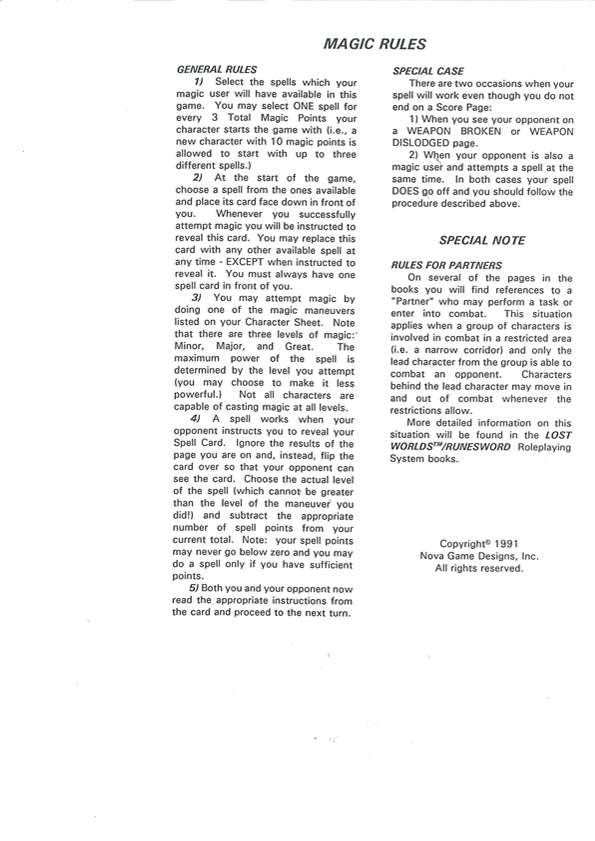 MAGIC RULES
GENERAL RULES
1) Select the spells which your
magic user will have available in this
game. You may select ONE spell for
every 3 Total Magic Points your
character starts the game with (i.e., a
new character with 10 magic points is
allowed to start with up to three
different spells.)
2) At the start of the game,
choose a spell from the ones available
and place its card face down in front of
you. Whenever you successfully
attempt magic you will be instructed to
reveal this card. You may replace this
card with any other available spell at
any time - EXCEPT when instructed to
reveal it. You must always have one
spell card in front of you.
3) You may attempt magic by
doing one of the magic maneuvers
listed on your Character Sheet. Note
that there are three levels of magic:
Minor, Major, and Great. The
maximum power of the spell is
determined by the level you attempt
(you may choose to make it less
powerful.) Not all characters are
capable of casting magic at all levels.
4) A spell works when your
opponent instructs you to reveal your
Spell Card. Ignore the results of the
page you are on and, instead, flip the
card over so that your opponent can
see the card. Choose the actual level
of the spell (which cannot be greater
than the level of the maneuver you
did!) and subtract the appropriate
number of spell points from your
current total. Note: your spell points
may never go below zero and you may
do a spell only if you have sufficient
points.
5) Both you and your opponent now
read the appropriate instructions from
the card and proceed to the next turn.
SPECIAL CASE
There are two occasions when your
spell will work even though you do not
end on a Score Page:
1) When you see your opponent on
a WEAPON BROKEN or WEAPON
DISLODGED page.
2) When your opponent is also a
magic user and attempts a spell at the
same time. In both cases your spell
DOES go off and you should follow the
procedure described above.
SPECIAL NOTE
RULES FOR PARTNERS
On several of the pages in the
books you will find references to a
"Partner" who may perform a task or
enter into combat. This situation
applies when a group of characters is
involved in combat in a restricted area
(i.e. a narrow corridor) and only the
lead character from the group is able to
combat an opponent. Characters
behind the lead character may move in
and out of combat whenever the
restrictions allow.
More detailed information on this
situation will be found in the LOST
WORLDS™/RUNESWORD Roleplaying
System books.
Copyright© 1991
Nova Game Designs, Inc.
All rights reserved.